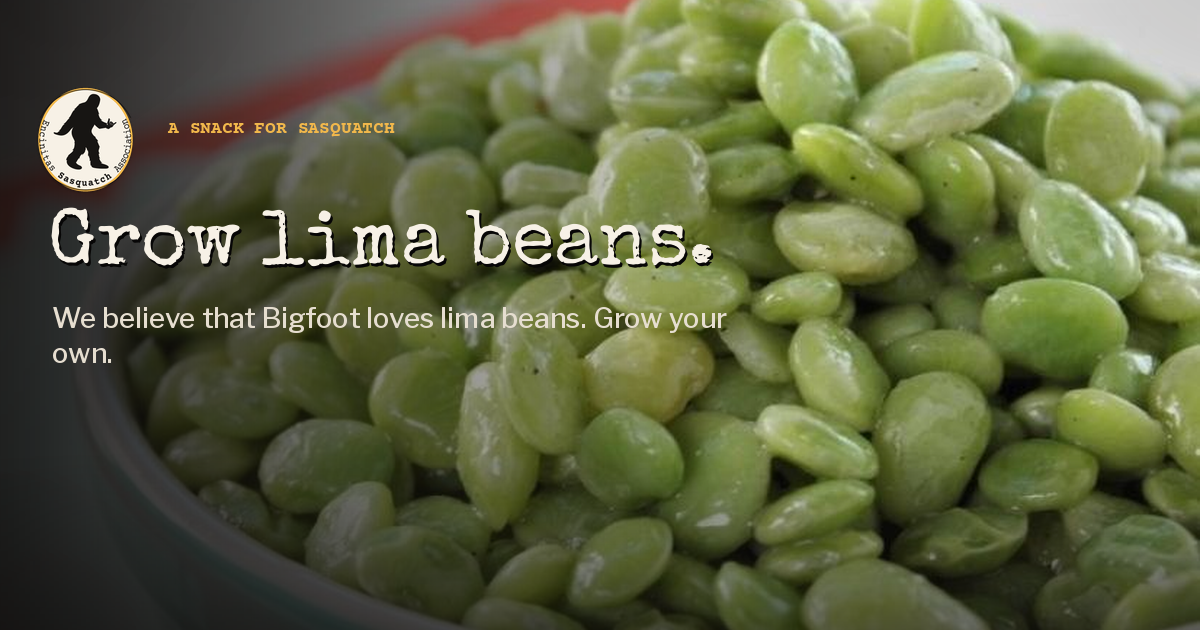 Encinitas Sasquatch Association
A SNACK FOR SASQUATCH
Grow lima beans.
We believe that Bigfoot loves lima beans. Grow your
own.